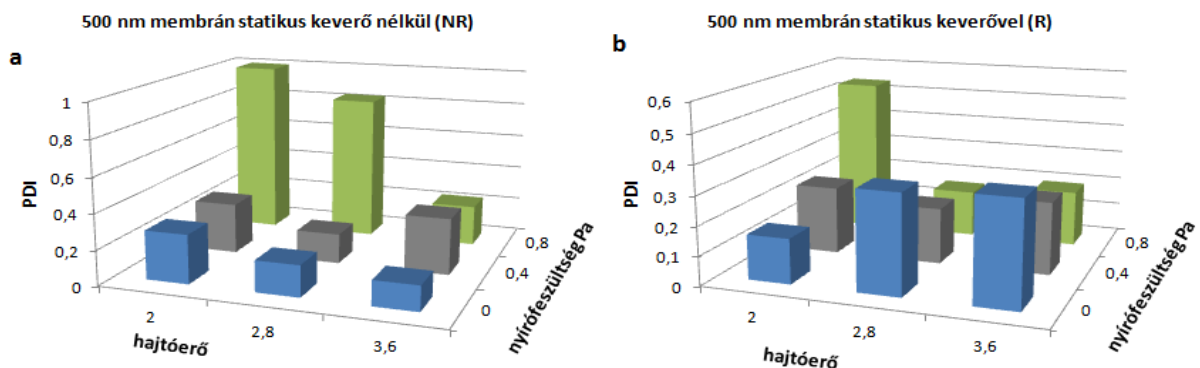 500 nm membrán statikus keverő nélkül (NR)
a
1
0,8
0,6
0,4
0,2
0
PDI
2
2,8
3,6
hajtóerő
0,8
0,4
0
nyírófeszültség Pa
500 nm membrán statikus keverővel (R)
b
0,6
0,5
0,4
0,3
0,2
0,1
0
PDI
2
2,8
3,6
hajtóerő
0,8
0,4
0
nyírófeszültség Pa